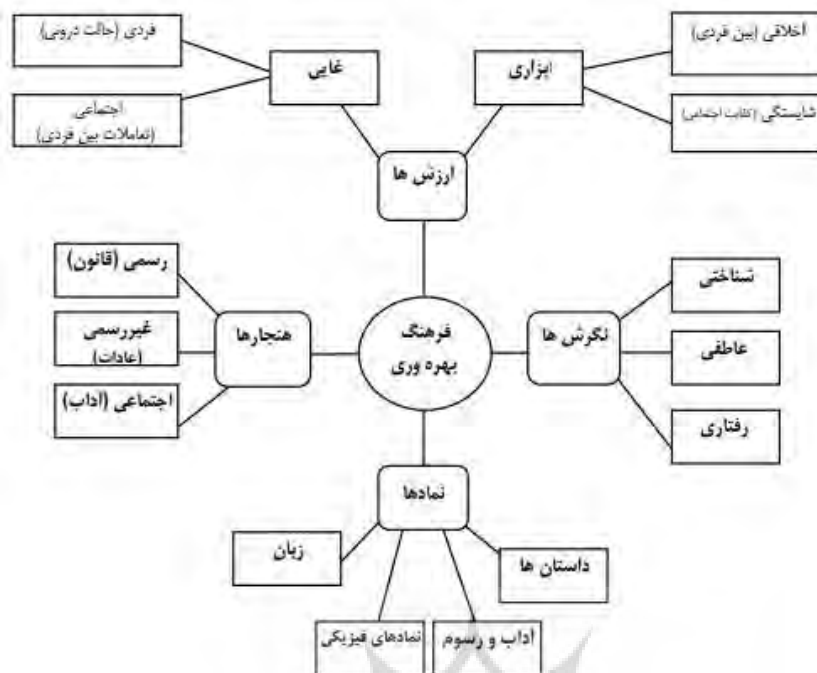 اخلاقی (بین فردی)
فردی (حالت درونی)
ابزاری
غایی
شایستگی (کفایت اجتماعی)
اجتماعی
(تعاملات بین فردی)
ارزش ها
رسمی (قانون)
شناختی
هنجارها
غیررسمی
(عادات)
فرهنگ
بهره وری
نگرش ها
عاطفی
اجتماعی (آداب)
رفتاری
نمادها
زبان
داستان ها
آداب و رسوم
نمادهای فیزیکی